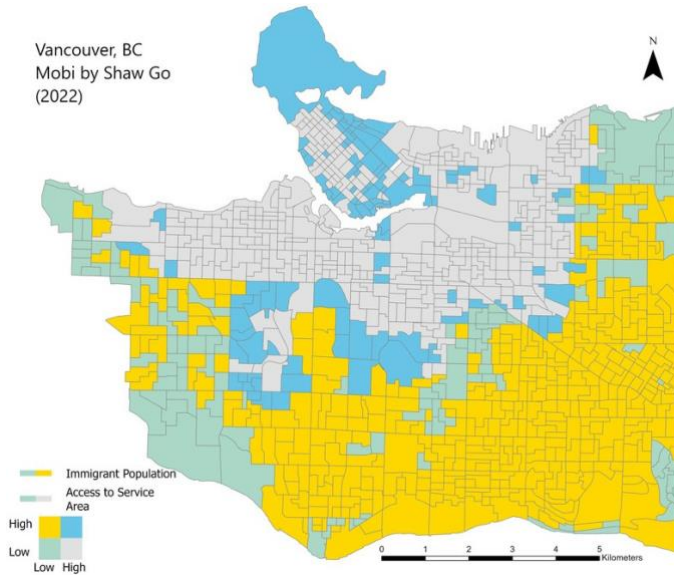 Vancouver, BC
Mobi by Shaw Go
(2022)
N
Immigrant Population
Access to Service
Area
High
Low
Low High
0 1 2 3 4 5
Kilometers